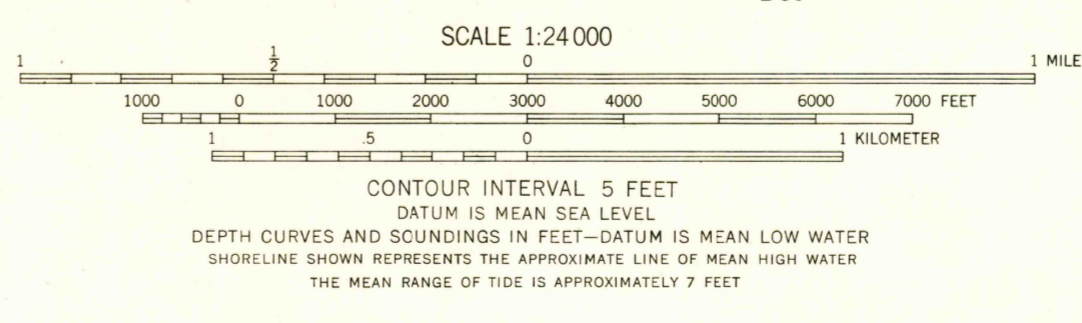 SCALE 1:24 000
1 ½ 0 1 MILE
1000 0 1000 2000 3000 4000 5000 6000 7000 FEET
1 .5 0 1 KILOMETER
CONTOUR INTERVAL 5 FEET
DATUM IS MEAN SEA LEVEL
DEPTH CURVES AND SOUNDINGS IN FEET—DATUM IS MEAN LOW WATER
SHORELINE SHOWN REPRESENTS THE APPROXIMATE LINE OF MEAN HIGH WATER
THE MEAN RANGE OF TIDE IS APPROXIMATELY 7 FEET